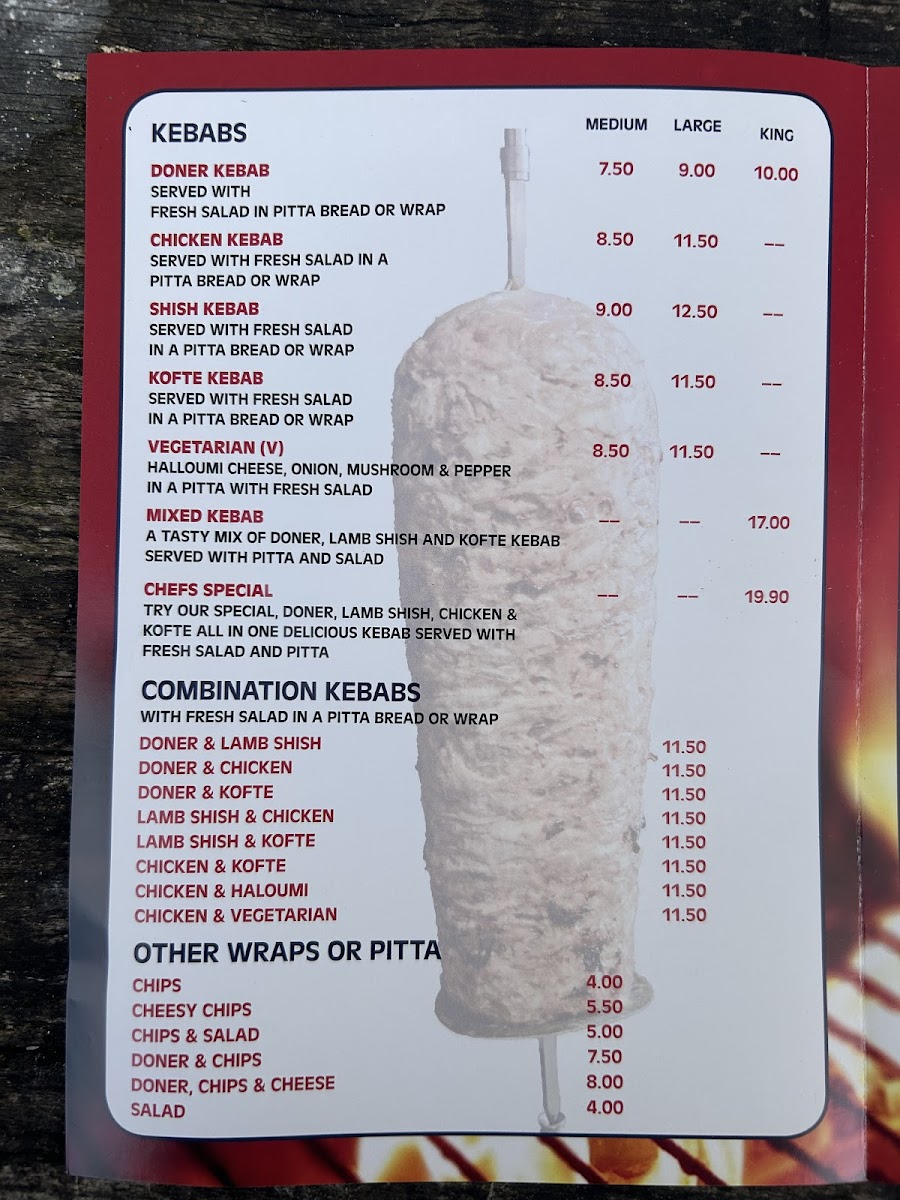 KEBABS MEDIUM LARGE KING
DONER KEBAB 7.50 9.00 10.00
SERVED WITH
FRESH SALAD IN PITTA BREAD OR WRAP
CHICKEN KEBAB 8.50 11.50 --
SERVED WITH FRESH SALAD IN A
PITTA BREAD OR WRAP
SHISH KEBAB 9.00 12.50 --
SERVED WITH FRESH SALAD
IN A PITTA BREAD OR WRAP
KOFTE KEBAB 8.50 11.50 --
SERVED WITH FRESH SALAD
IN A PITTA BREAD OR WRAP
VEGETARIAN (V) 8.50 11.50 --
HALLOUMI CHEESE, ONION, MUSHROOM & PEPPER
IN A PITTA WITH FRESH SALAD
MIXED KEBAB -- -- 17.00
A TASTY MIX OF DONER, LAMB SHISH AND KOFTE KEBAB
SERVED WITH PITTA AND SALAD
CHEFS SPECIAL -- -- 19.90
TRY OUR SPECIAL, DONER, LAMB SHISH, CHICKEN &
KOFTE ALL IN ONE DELICIOUS KEBAB SERVED WITH
FRESH SALAD AND PITTA
COMBINATION KEBABS
WITH FRESH SALAD IN A PITTA BREAD OR WRAP
DONER & LAMB SHISH 11.50
DONER & CHICKEN 11.50
DONER & KOFTE 11.50
LAMB SHISH & CHICKEN 11.50
LAMB SHISH & KOFTE 11.50
CHICKEN & KOFTE 11.50
CHICKEN & HALOUMI 11.50
CHICKEN & VEGETARIAN 11.50
OTHER WRAPS OR PITTA
CHIPS 4.00
CHEESY CHIPS 5.50
CHIPS & SALAD 5.00
DONER & CHIPS 7.50
DONER, CHIPS & CHEESE 8.00
SALAD 4.00